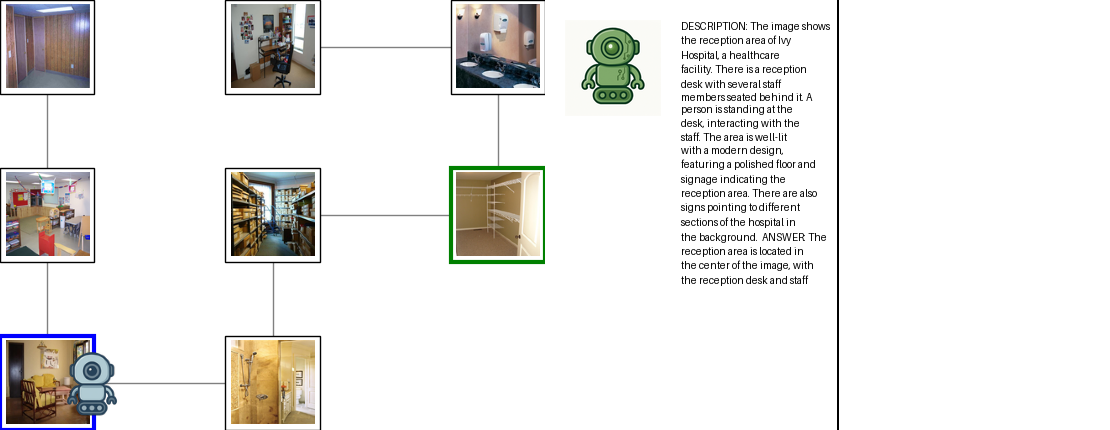 DESCRIPTION: The image shows
the reception area of Ivy
Hospital, a healthcare
facility. There is a reception
desk with several staff
members seated behind it. A
person is standing at the
desk, interacting with the
staff. The area is well-lit
with a modern design,
featuring a polished floor and
signage indicating the
reception area. There are also
signs pointing to different
sections of the hospital in
the background.  ANSWER: The
reception area is located in
the center of the image, with
the reception desk and staff